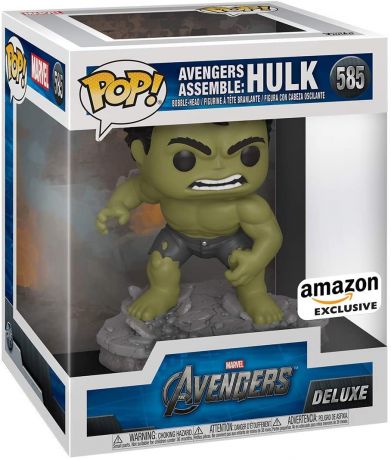 POP!
AVENGERS
ASSEMBLE: HULK
585
BOBBLE-HEAD / FIGURINE À TÊTE BRANLANTE / FIGURA CON CABEZA OSCILANTE
MARVEL
585
amazon
EXCLUSIVE
MARVEL
AVENGERS
DELUXE
WARNING
ATTENTION
ADVERTENCIA